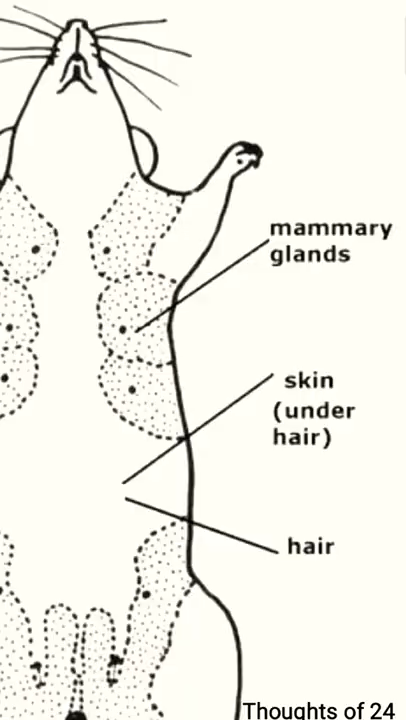 mammary
glands
skin
(under
hair)
hair
Thoughts of 24